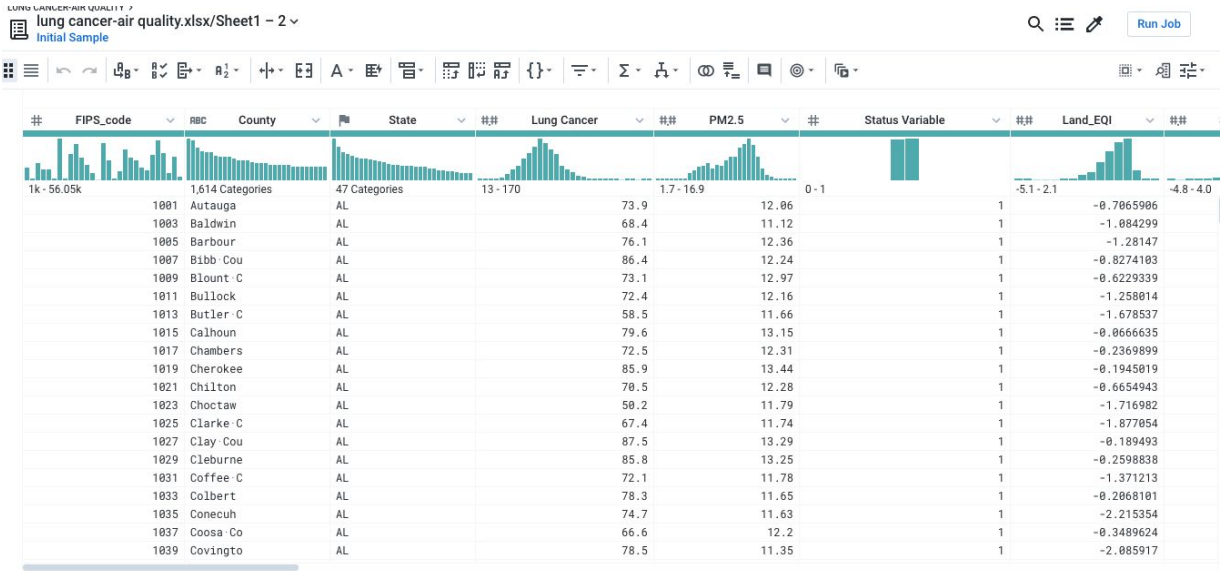 LUNG CANCER-AIR QUALITY >
lung cancer-air quality.xlsx/Sheet1 – 2
Initial Sample
Run Job
# FIPS_code ABC County State #.# Lung Cancer #.# PM2.5 # Status Variable #.# Land_EQI #.#
1k - 56.05k 1,614 Categories 47 Categories 13 - 170 1.7 - 16.9 0 - 1 -5.1 - 2.1 -4.8 - 4.0
1001 Autauga AL 73.9 12.06 1 -0.7065906
1003 Baldwin AL 68.4 11.12 1 -1.084299
1005 Barbour AL 76.1 12.36 1 -1.28147
1007 Bibb·Cou AL 86.4 12.24 1 -0.8274103
1009 Blount·C AL 73.1 12.97 1 -0.6229339
1011 Bullock AL 72.4 12.16 1 -1.258014
1013 Butler·C AL 58.5 11.66 1 -1.678537
1015 Calhoun AL 79.6 13.15 1 -0.0666635
1017 Chambers AL 72.5 12.31 1 -0.2369899
1019 Cherokee AL 85.9 13.44 1 -0.1945019
1021 Chilton AL 70.5 12.28 1 -0.6654943
1023 Choctaw AL 50.2 11.79 1 -1.716982
1025 Clarke·C AL 67.4 11.74 1 -1.877054
1027 Clay·Cou AL 87.5 13.29 1 -0.189493
1029 Cleburne AL 85.8 13.25 1 -0.2598838
1031 Coffee·C AL 72.1 11.78 1 -1.371213
1033 Colbert AL 78.3 11.65 1 -0.2068101
1035 Conecuh AL 74.7 11.63 1 -2.215354
1037 Coosa·Co AL 66.6 12.2 1 -0.3489624
1039 Covingto AL 78.5 11.35 1 -2.085917